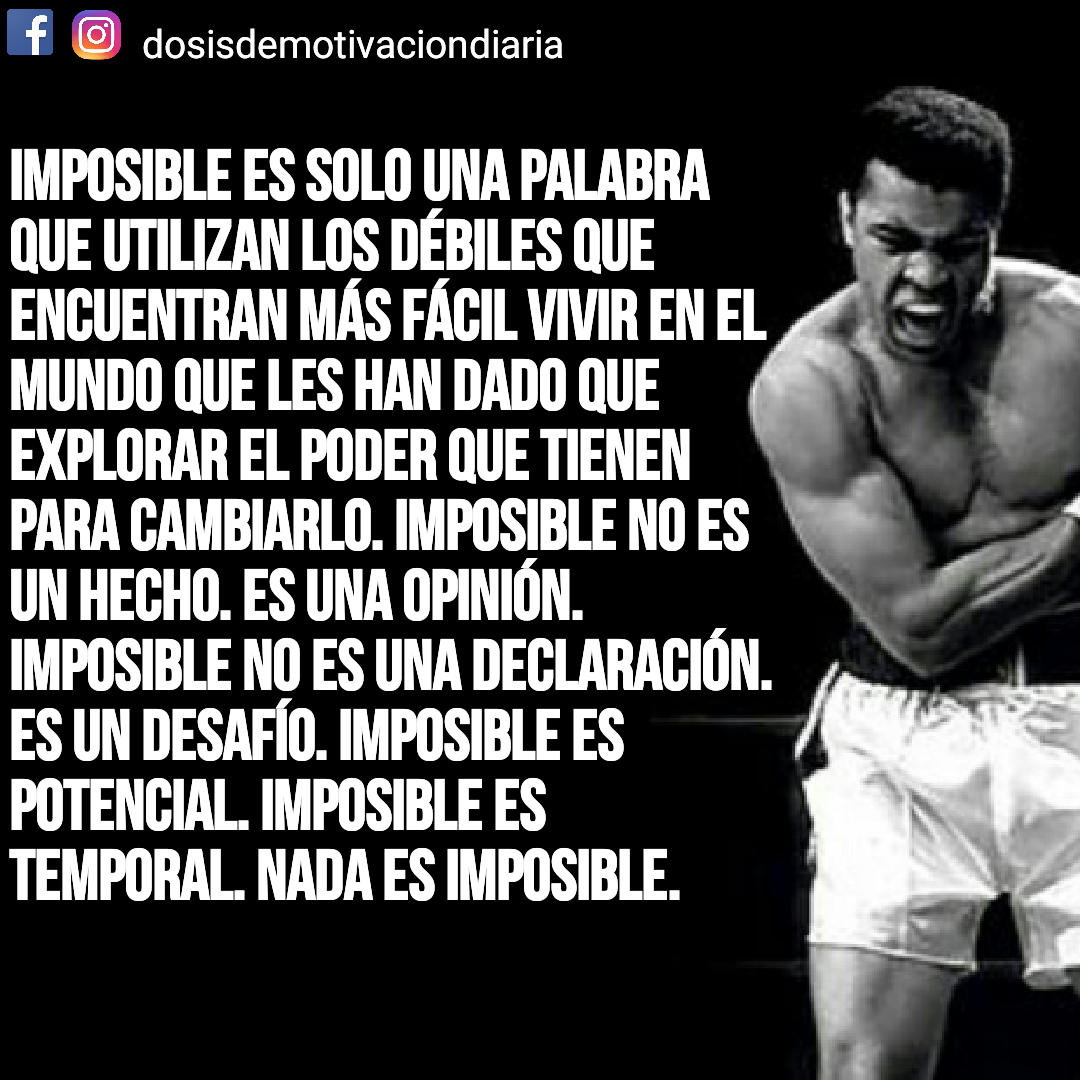 dosisdemotivaciondiaria
IMPOSIBLE ES SOLO UNA PALABRA
QUE UTILIZAN LOS DÉBILES QUE
ENCUENTRAN MÁS FÁCIL VIVIR EN EL
MUNDO QUE LES HAN DADO QUE
EXPLORAR EL PODER QUE TIENEN
PARA CAMBIARLO. IMPOSIBLE NO ES
UN HECHO. ES UNA OPINIÓN.
IMPOSIBLE NO ES UNA DECLARACIÓN.
ES UN DESAFÍO. IMPOSIBLE ES
POTENCIAL. IMPOSIBLE ES
TEMPORAL. NADA ES IMPOSIBLE.